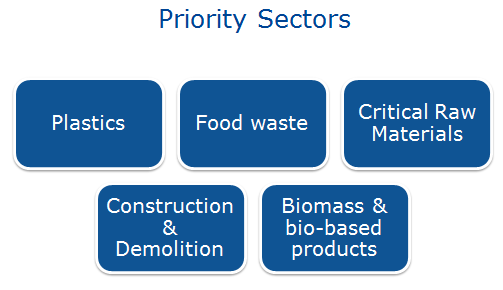 Priority Sectors
Plastics
Food waste
Critical Raw
Materials
Construction
&
Demolition
Biomass &
bio-based
products